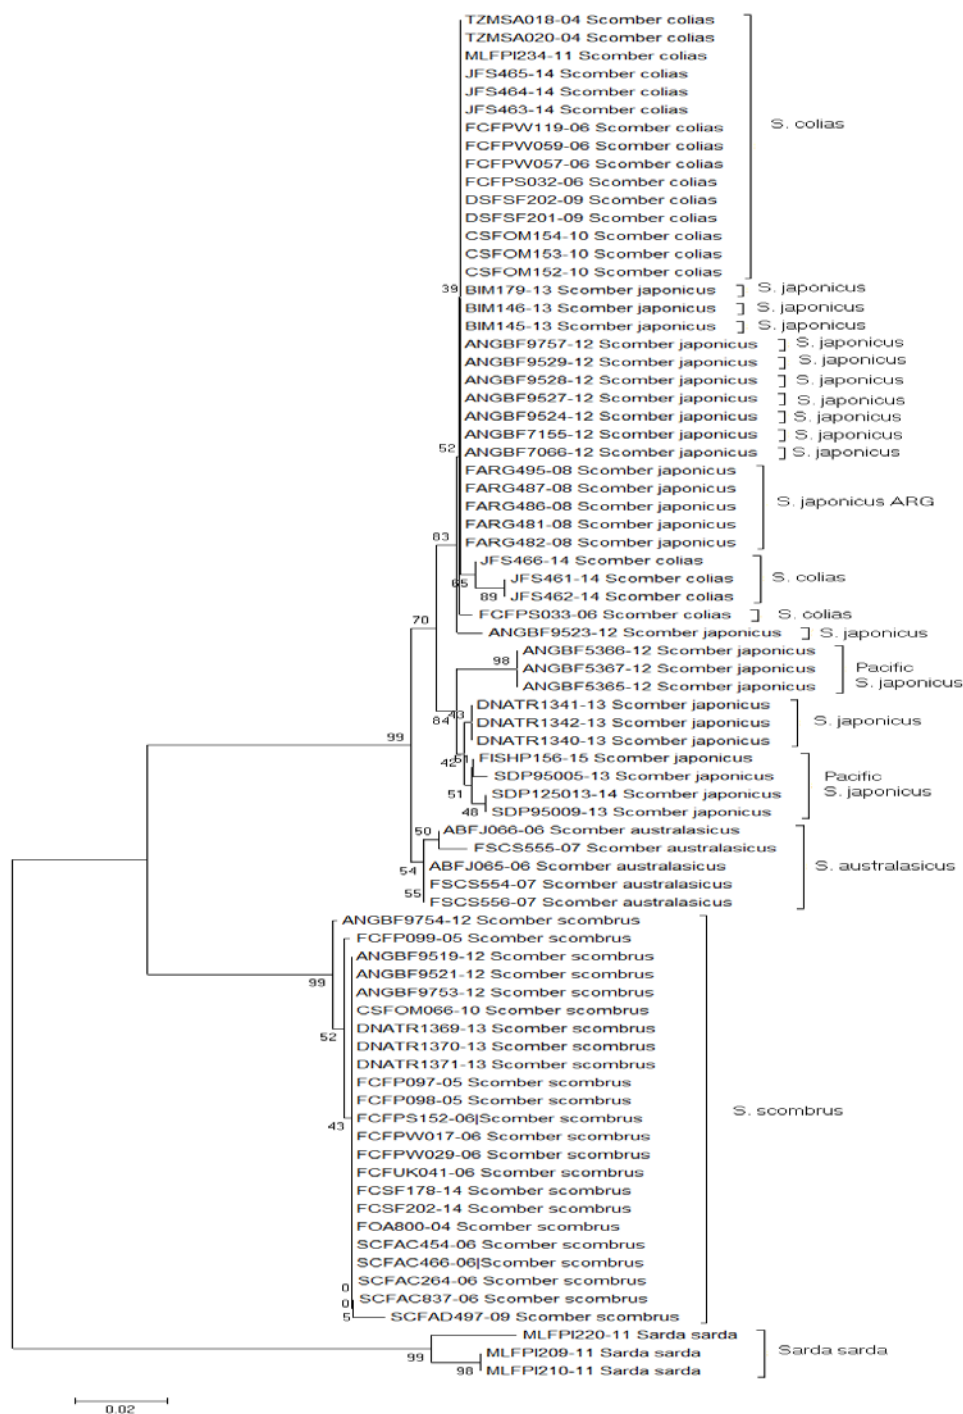 TZMSA018-04 Scomber colias
TZMSA020-04 Scomber colias
MLFPI234-11 Scomber colias
JFS465-14 Scomber colias
JFS464-14 Scomber colias
JFS463-14 Scomber colias
FCFPW119-06 Scomber colias
S. colias
FCFPW059-06 Scomber colias
FCFPW057-06 Scomber colias
FCFPS032-06 Scomber colias
DSFSF202-09 Scomber colias
DSFSF201-09 Scomber colias
CSFOM154-10 Scomber colias
CSFOM153-10 Scomber colias
CSFOM152-10 Scomber colias
39
BIM179-13 Scomber japonicus S. japonicus
BIM146-13 Scomber japonicus S. japonicus
BIM145-13 Scomber japonicus S. japonicus
ANGBF9757-12 Scomber japonicus S. japonicus
ANGBF9529-12 Scomber japonicus S. japonicus
ANGBF9528-12 Scomber japonicus S. japonicus
ANGBF9527-12 Scomber japonicus S. japonicus
ANGBF9524-12 Scomber japonicus S. japonicus
ANGBF7155-12 Scomber japonicus S. japonicus
52
ANGBF7066-12 Scomber japonicus S. japonicus
FARG495-08 Scomber japonicus
FARG487-08 Scomber japonicus
S. japonicus ARG
FARG486-08 Scomber japonicus
FARG481-08 Scomber japonicus
83
FARG482-08 Scomber japonicus
JFS466-14 Scomber colias
65
JFS461-14 Scomber colias
S. colias
89
JFS462-14 Scomber colias
FCFPS033-06 Scomber colias S. colias
70
ANGBF9523-12 Scomber japonicus S. japonicus
ANGBF5366-12 Scomber japonicus
98
ANGBF5367-12 Scomber japonicus
Pacific
ANGBF5365-12 Scomber japonicus
S. japonicus
DNATR1341-13 Scomber japonicus
43
84
DNATR1342-13 Scomber japonicus
S. japonicus
99
DNATR1340-13 Scomber japonicus
42
FISHP156-15 Scomber japonicus
SDP95005-13 Scomber japonicus
Pacific
51
SDP125013-14 Scomber japonicus
S. japonicus
48
SDP95009-13 Scomber japonicus
50
ABFJ066-06 Scomber australasicus
FSCS555-07 Scomber australasicus
54
ABFJ065-06 Scomber australasicus
S. australasicus
FSCS554-07 Scomber australasicus
55
FSCS556-07 Scomber australasicus
ANGBF9754-12 Scomber scombrus
FCFP099-05 Scomber scombrus
ANGBF9519-12 Scomber scombrus
ANGBF9521-12 Scomber scombrus
99
ANGBF9753-12 Scomber scombrus
CSFOM066-10 Scomber scombrus
DNATR1369-13 Scomber scombrus
52
DNATR1370-13 Scomber scombrus
DNATR1371-13 Scomber scombrus
FCFP097-05 Scomber scombrus
FCFP098-05 Scomber scombrus
S. scombrus
FCFPS152-06|Scomber scombrus
43
FCFPW017-06 Scomber scombrus
FCFPW029-06 Scomber scombrus
FCFUK041-06 Scomber scombrus
FCSF178-14 Scomber scombrus
FCSF202-14 Scomber scombrus
FOA800-04 Scomber scombrus
SCFAC454-06 Scomber scombrus
SCFAC466-06|Scomber scombrus
SCFAC264-06 Scomber scombrus
0
SCFAC837-06 Scomber scombrus
0
5
SCFAD497-09 Scomber scombrus
MLFPI220-11 Sarda sarda
99
MLFPI209-11 Sarda sarda
Sarda sarda
98
MLFPI210-11 Sarda sarda
0.02